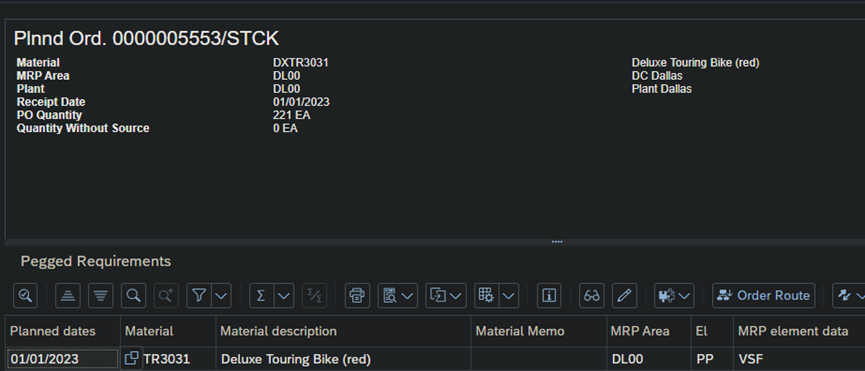 Plnnd Ord. 0000005553/STCK
Material DXTR3031 Deluxe Touring Bike (red)
MRP Area DL00 DC Dallas
Plant DL00 Plant Dallas
Receipt Date 01/01/2023
PO Quantity 221 EA
Quantity Without Source 0 EA
Pegged Requirements
Order Route
Planned dates Material Material description Material Memo MRP Area El MRP element data
01/01/2023 TR3031 Deluxe Touring Bike (red) DL00 PP VSF